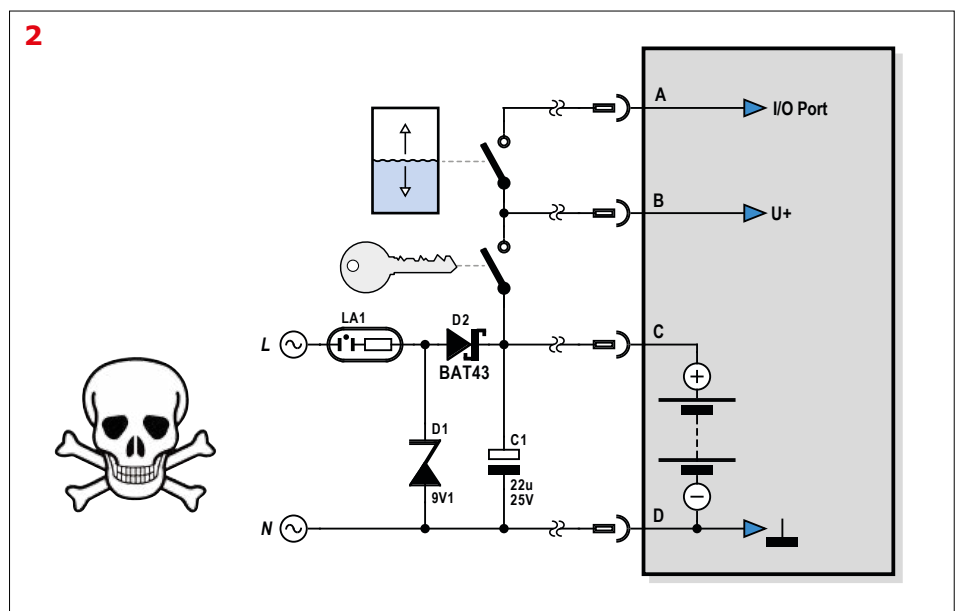 2
A
I/O Port
B
U+
LA1
D2
L
C
BAT43
+
D1
C1
9V1
22u
25V
−
N
D